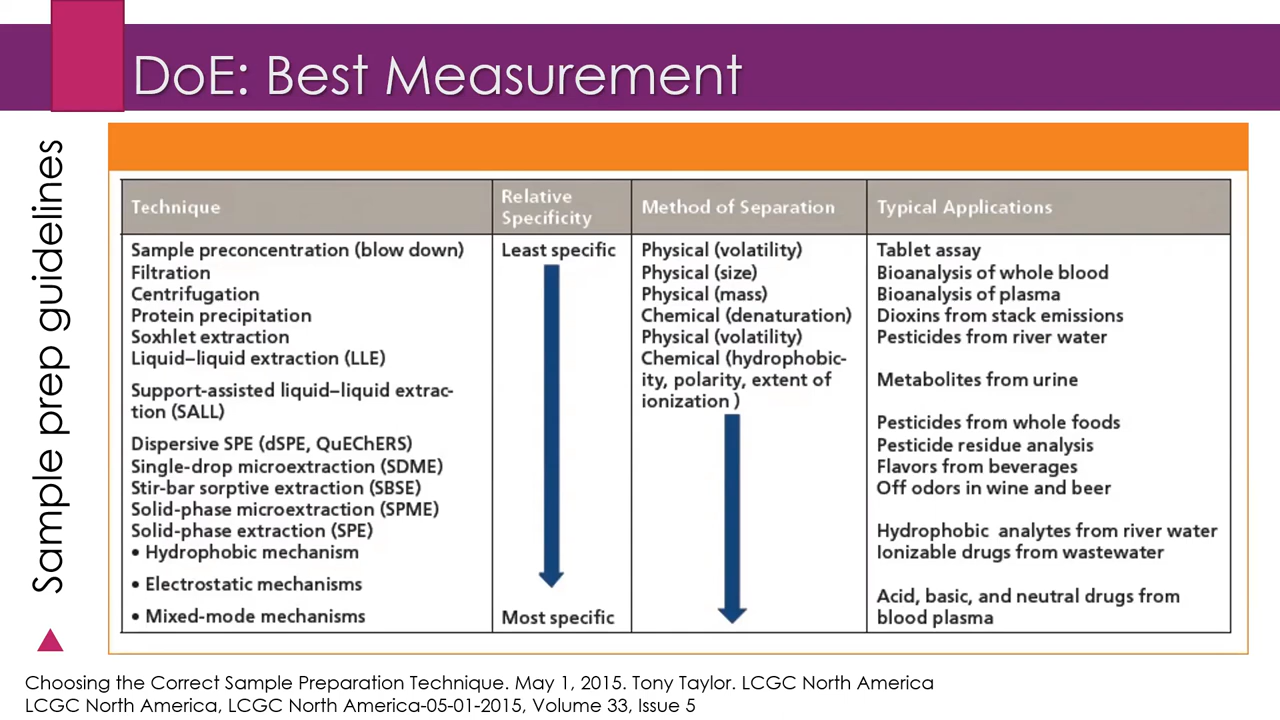 DoE: Best Measurement
Sample prep guidelines
Technique
Relative
Specificity
Method of Separation
Typical Applications
Sample preconcentration (blow down)
Filtration
Centrifugation
Protein precipitation
Soxhlet extraction
Liquid–liquid extraction (LLE)
Support-assisted liquid–liquid extrac-
tion (SALL)
Dispersive SPE (dSPE, QuEChERS)
Single-drop microextraction (SDME)
Stir-bar sorptive extraction (SBSE)
Solid-phase microextraction (SPME)
Solid-phase extraction (SPE)
• Hydrophobic mechanism
• Electrostatic mechanisms
• Mixed-mode mechanisms
Least specific
Most specific
Physical (volatility)
Physical (size)
Physical (mass)
Chemical (denaturation)
Physical (volatility)
Chemical (hydrophobic-
ity, polarity, extent of
ionization )
Tablet assay
Bioanalysis of whole blood
Bioanalysis of plasma
Dioxins from stack emissions
Pesticides from river water
Metabolites from urine
Pesticides from whole foods
Pesticide residue analysis
Flavors from beverages
Off odors in wine and beer
Hydrophobic analytes from river water
Ionizable drugs from wastewater
Acid, basic, and neutral drugs from
blood plasma
Choosing the Correct Sample Preparation Technique. May 1, 2015. Tony Taylor. LCGC North America
LCGC North America, LCGC North America-05-01-2015, Volume 33, Issue 5